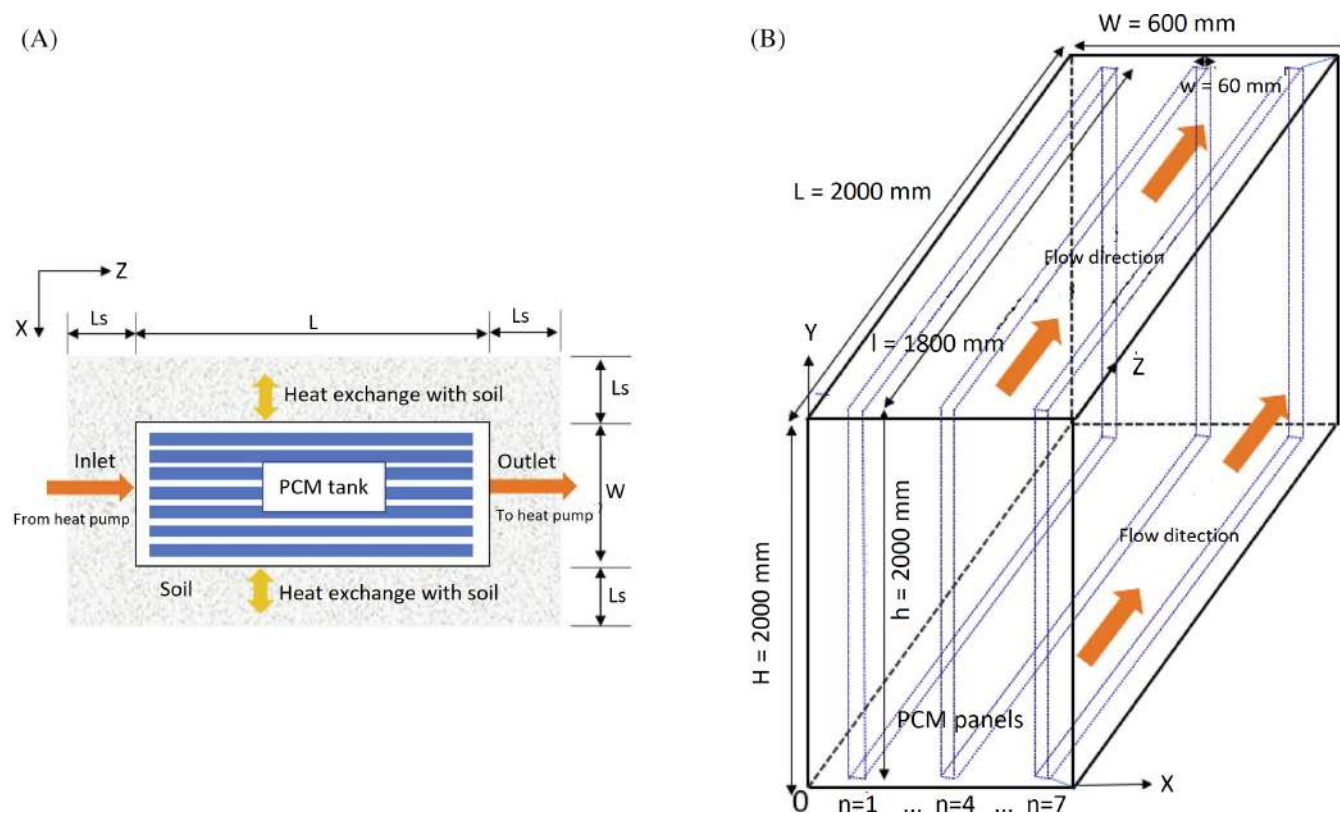 (A)
Z
X
Ls
L
Ls
Heat exchange with soil
Ls
Inlet
Outlet
PCM tank
W
From heat pump
To heat pump
Soil
Heat exchange with soil
Ls
(B)
W = 600 mm
w = 60 mm
L = 2000 mm
Flow direction
Y
l = 1800 mm
Z
H = 2000 mm
h = 2000 mm
Flow ditection
PCM panels
X
0 n=1 ... n=4 ... n=7